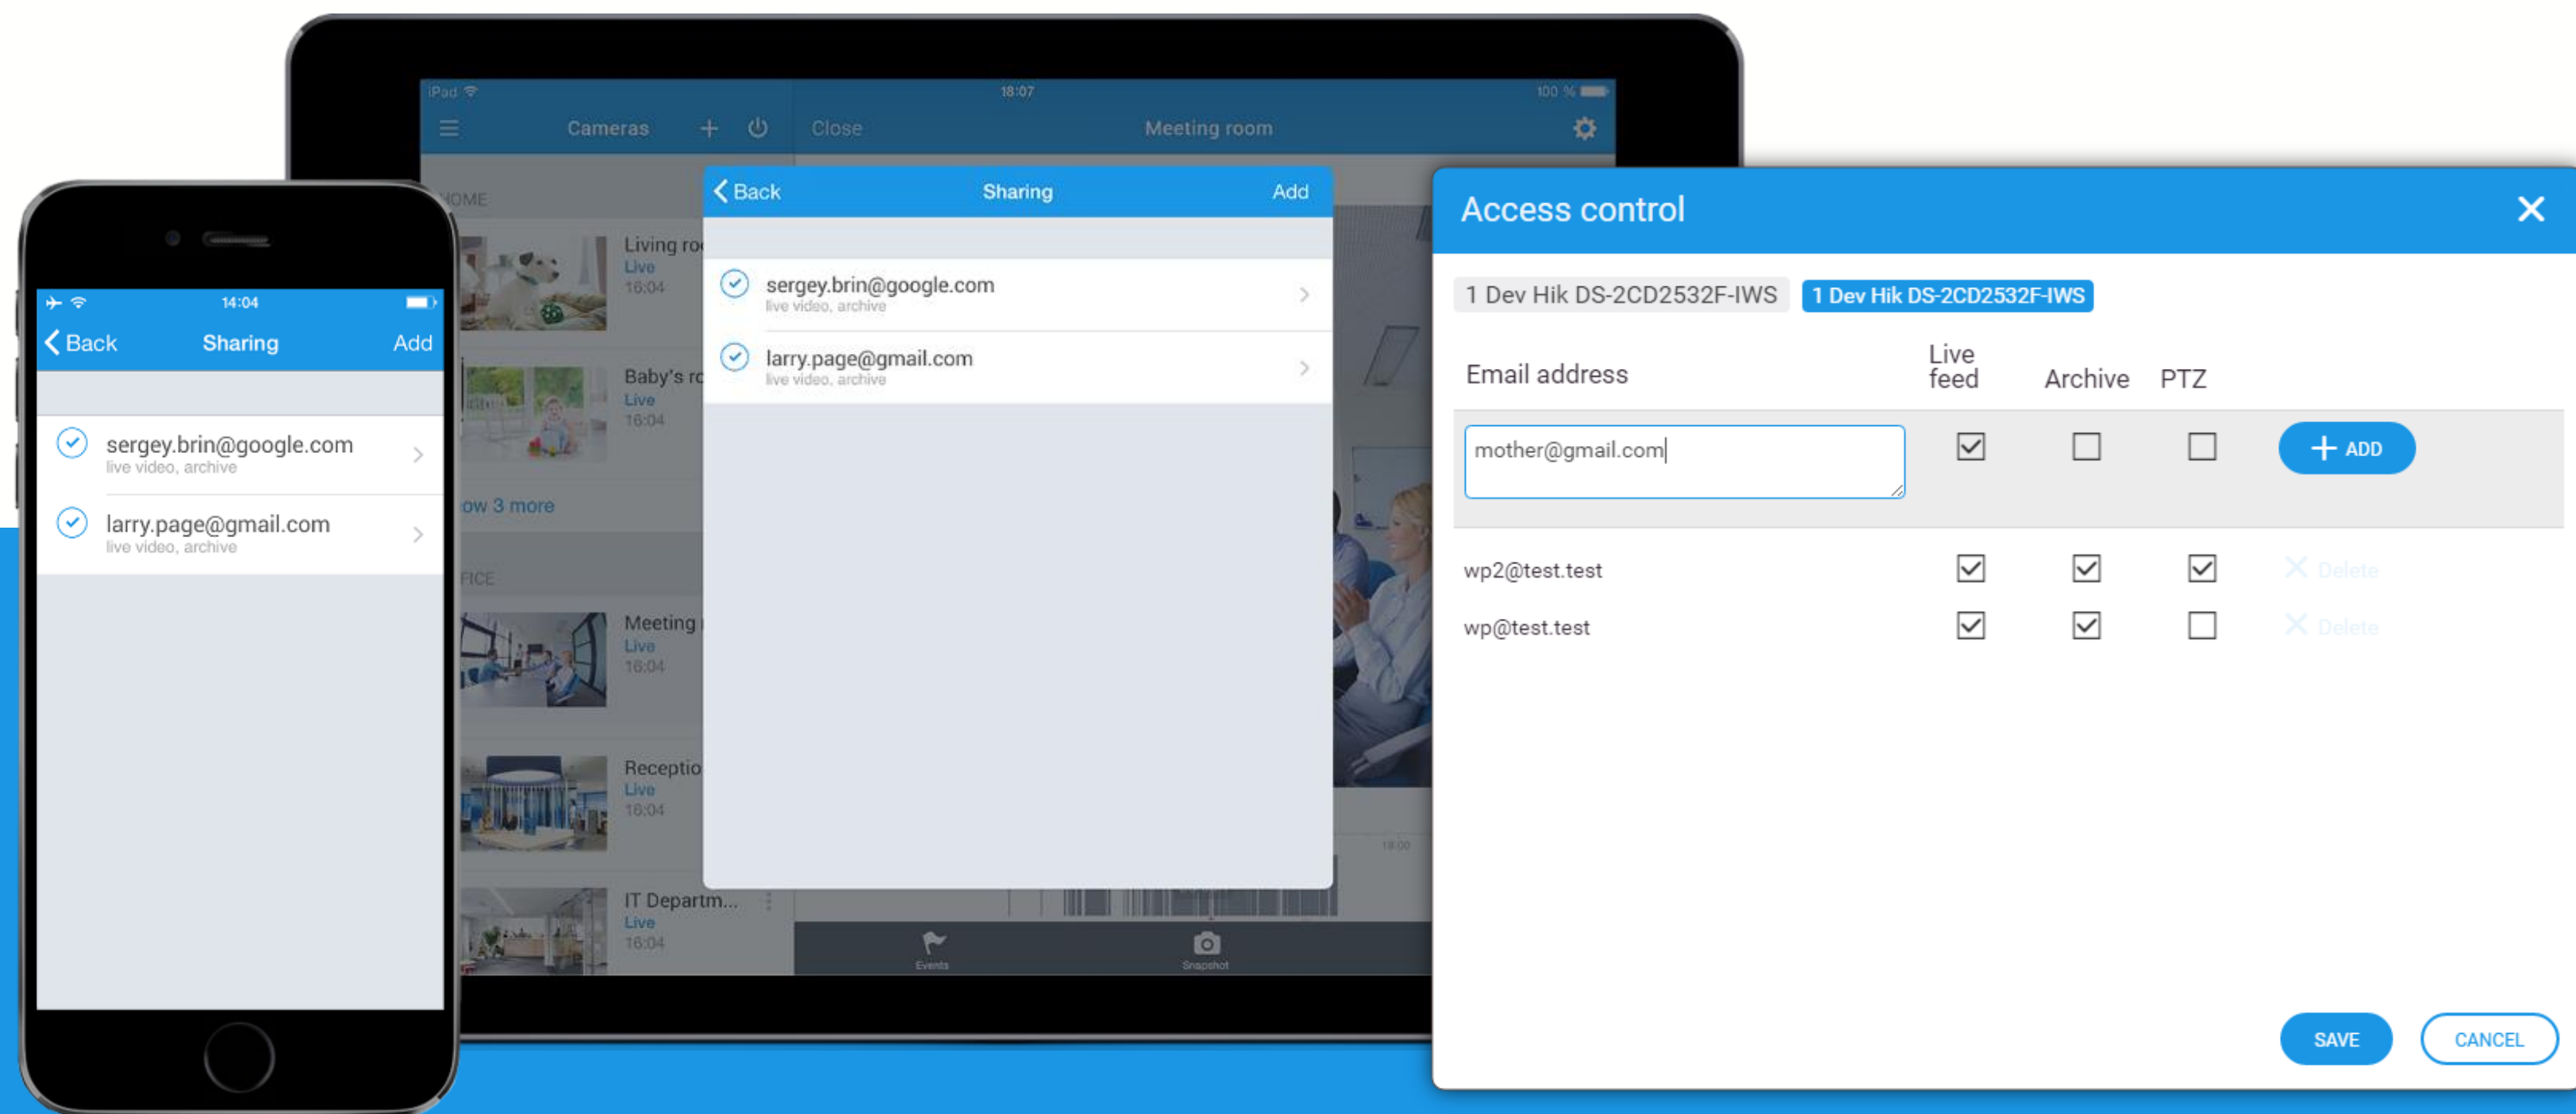 14:04
Back Sharing Add
sergey.brin@google.com
live video, archive
larry.page@gmail.com
live video, archive
iPad 18:07 100 %
Cameras Close Meeting room
Living
Live
16:04
Baby's
Live
16:04
ow 3 more
Meeting
Live
16:04
Live
16:04
IT Departm...
Live
16:04
Back Sharing Add
sergey.brin@google.com
live video, archive
larry.page@gmail.com
live video, archive
18:00
Events Snapshot
Access control
1 Dev Hik DS-2CD2532F-IWS 1 Dev Hik DS-2CD2532F-IWS
Email address Live feed Archive PTZ
mother@gmail.com ADD
wp2@test.test Delete
wp@test.test Delete
SAVE CANCEL